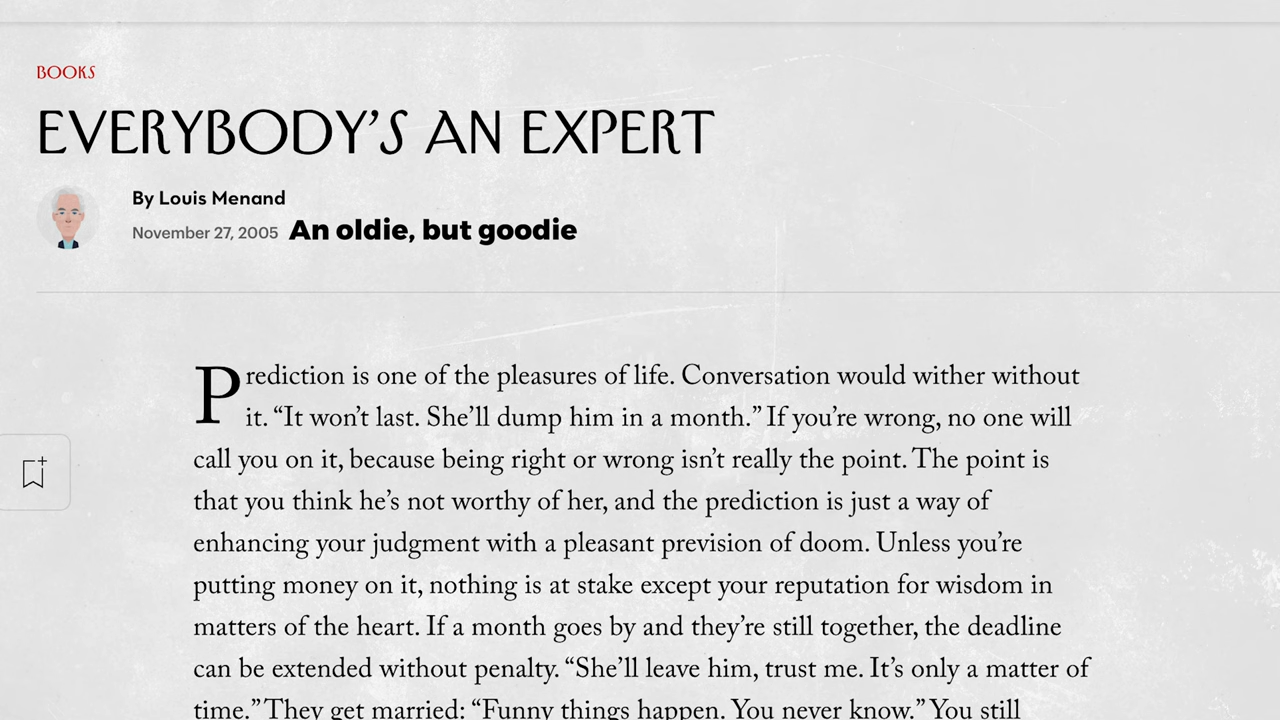 BOOKS
EVERYBODY’S AN EXPERT
By Louis Menand
November 27, 2005 An oldie, but goodie
Prediction is one of the pleasures of life. Conversation would wither without
it. “It won’t last. She’ll dump him in a month.” If you’re wrong, no one will
call you on it, because being right or wrong isn’t really the point. The point is
that you think he’s not worthy of her, and the prediction is just a way of
enhancing your judgment with a pleasant prevision of doom. Unless you’re
putting money on it, nothing is at stake except your reputation for wisdom in
matters of the heart. If a month goes by and they’re still together, the deadline
can be extended without penalty. “She’ll leave him, trust me. It’s only a matter of
time.” They get married: “Funny things happen. You never know.” You still